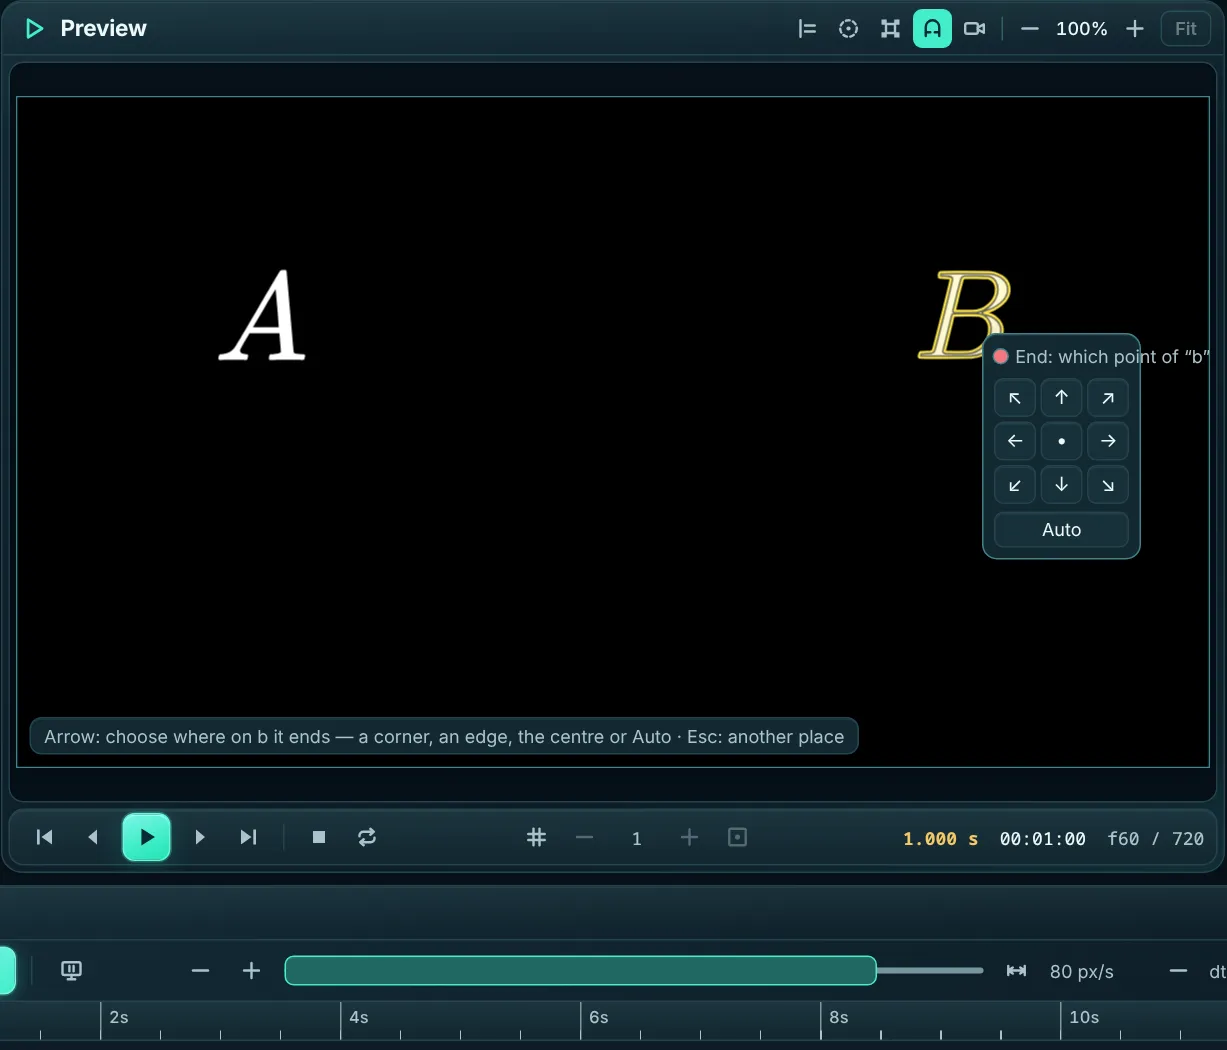 Preview
100%
Fit
A
B
End: which point of “b”
Auto
Arrow: choose where on b it ends — a corner, an edge, the centre or Auto · Esc: another place
1
1.000 s 00:01:00 f60 / 720
80 px/s
dt
2s 4s 6s 8s 10s